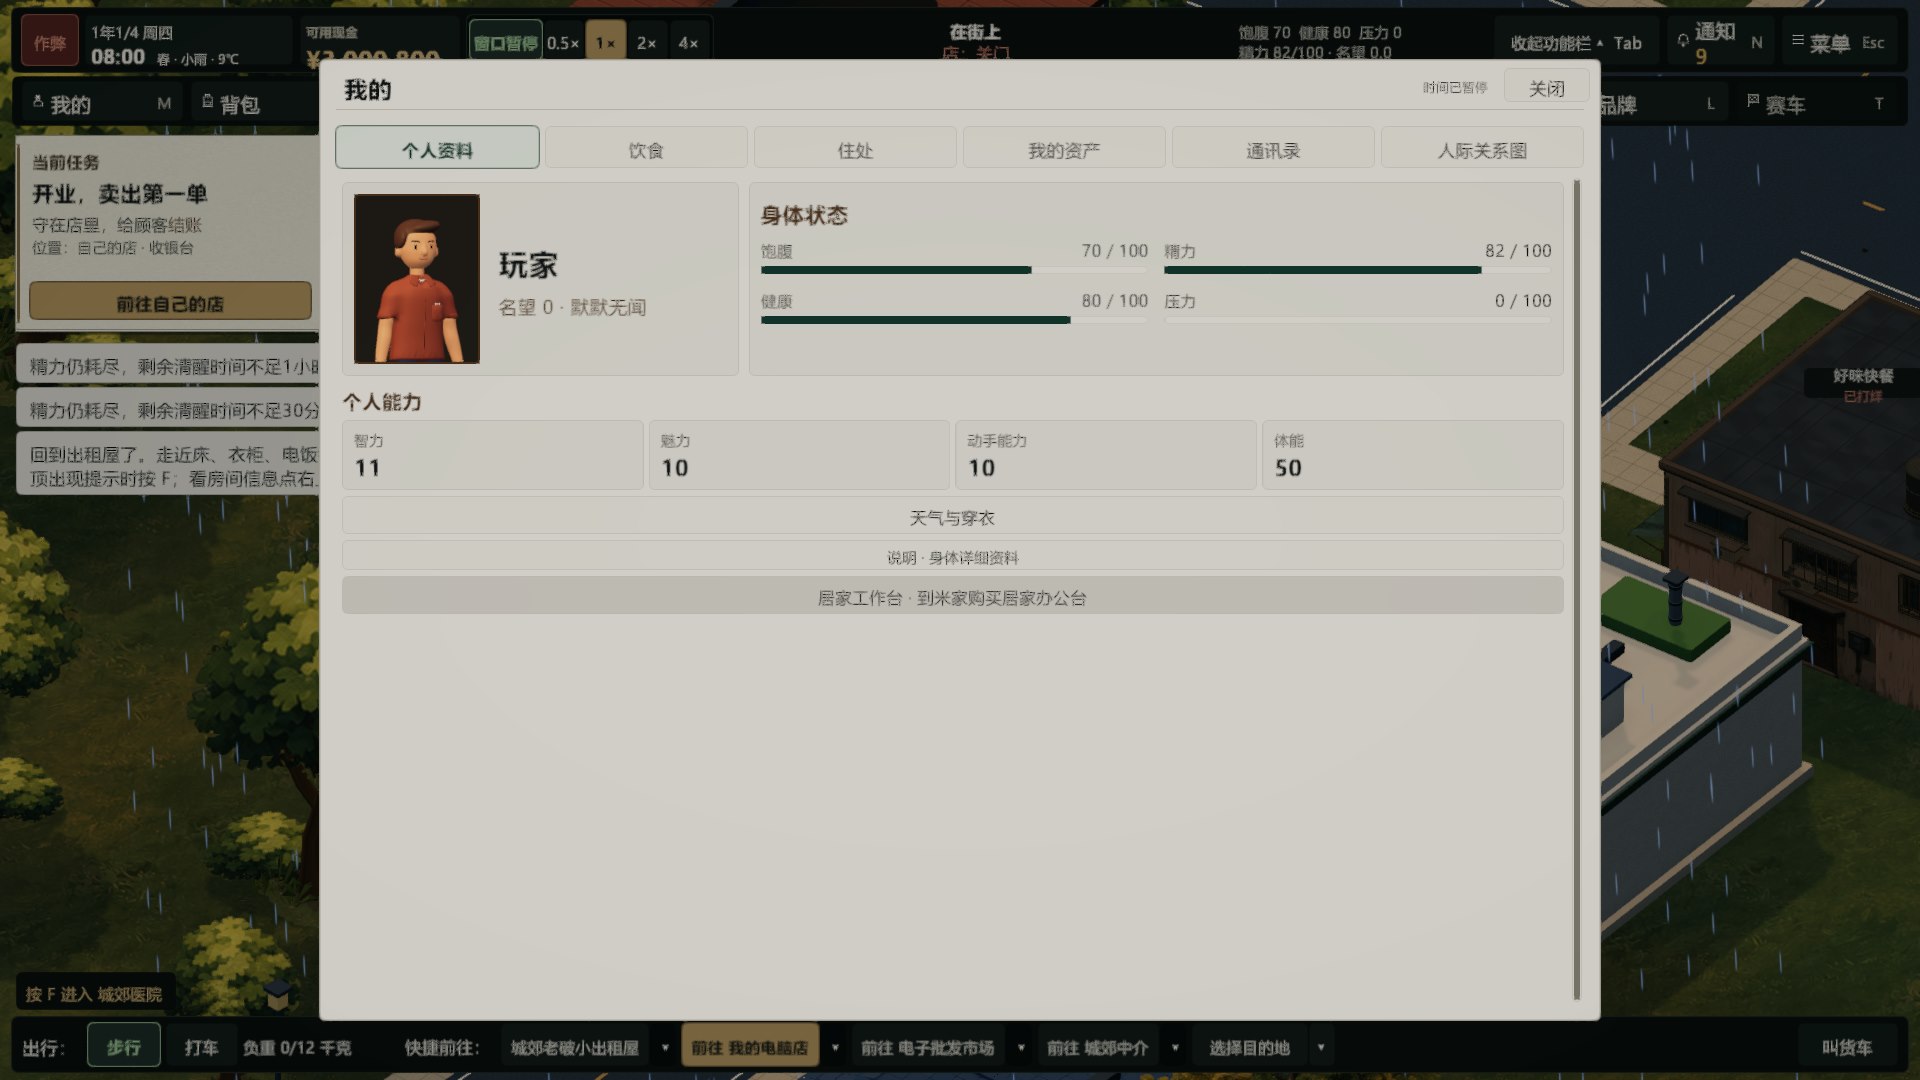 作弊
1年1/4 周四
08:00 春·小雨·9℃
可用现金
窗口暂停 0.5× 1× 2× 4×
在街上
店：关门
饱腹 70 健康 80 压力 0
精力 82/100·名望 0.0
收起功能栏 Tab
通知 N
9
菜单 Esc
我的 M
背包
品牌 L
赛车 T
当前任务
开业，卖出第一单
守在店里，给顾客结账
位置：自己的店·收银台
前往自己的店
精力仍耗尽，剩余清醒时间不足1小
精力仍耗尽，剩余清醒时间不足30分
回到出租屋了。走近床、衣柜、电饭
顶出现提示时按 F；看房间信息点右
我的
时间已暂停
关闭
个人资料
饮食
住处
我的资产
通讯录
人际关系图
玩家
名望 0 · 默默无闻
身体状态
饱腹 70 / 100
精力 82 / 100
健康 80 / 100
压力 0 / 100
个人能力
智力
11
魅力
10
动手能力
10
体能
50
天气与穿衣
说明 · 身体详细资料
居家工作台 · 到米家购买居家办公台
好味快餐
已打烊
按 F 进入 城郊医院
出行：
步行
打车
负重 0/12 千克
快捷前往：
城郊老破小出租屋
前往 我的电脑店
前往 电子批发市场
前往 城郊中介
选择目的地
叫货车